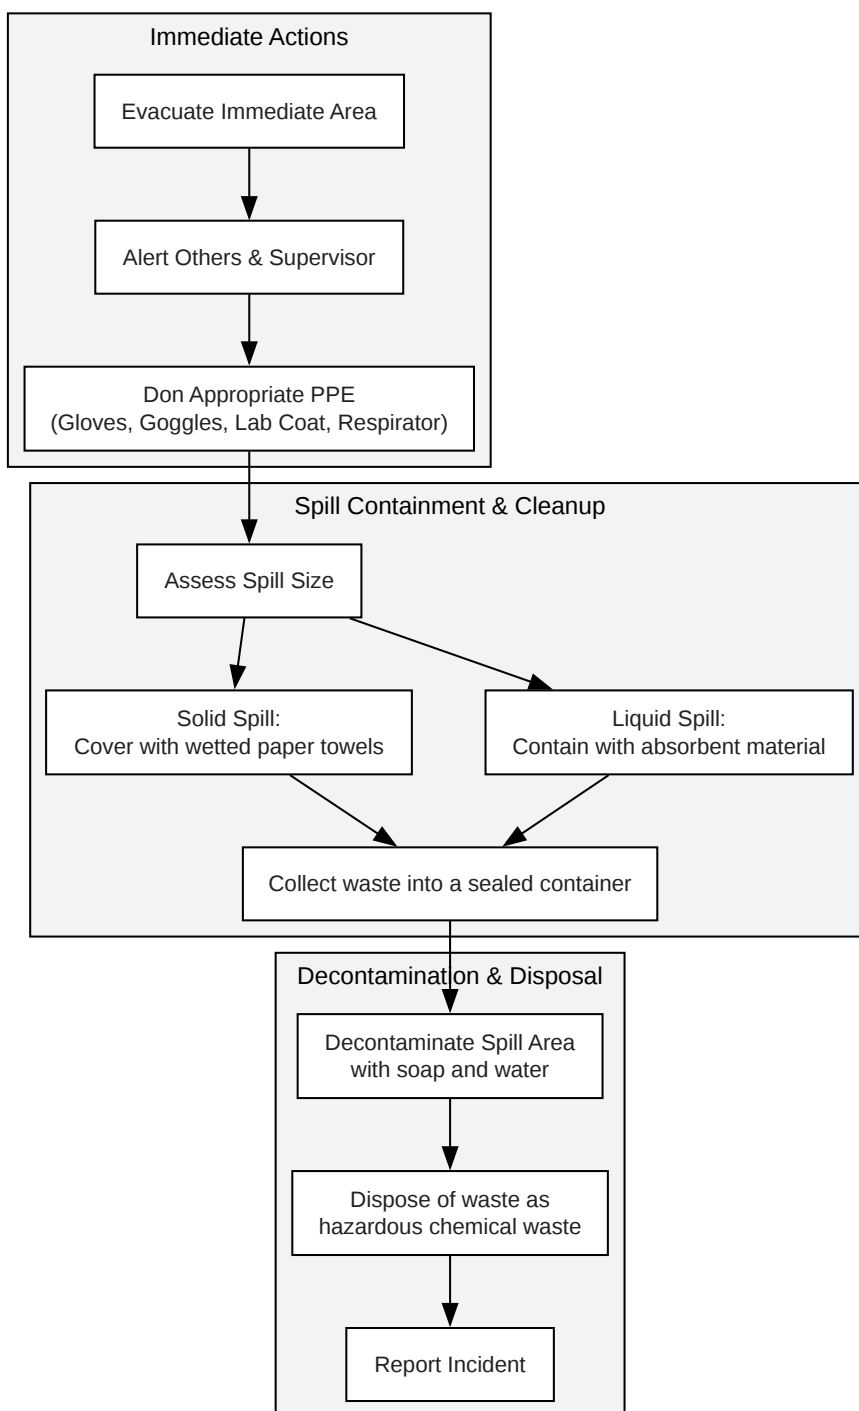 Immediate Actions
Evacuate Immediate Area
Alert Others & Supervisor
Don Appropriate PPE
(Gloves, Goggles, Lab Coat, Respirator)
Spill Containment & Cleanup
Assess Spill Size
Solid Spill:
Cover with wetted paper towels
Liquid Spill:
Contain with absorbent material
Collect waste into a sealed container
Decontamination & Disposal
Decontaminate Spill Area
with soap and water
Dispose of waste as
hazardous chemical waste
Report Incident